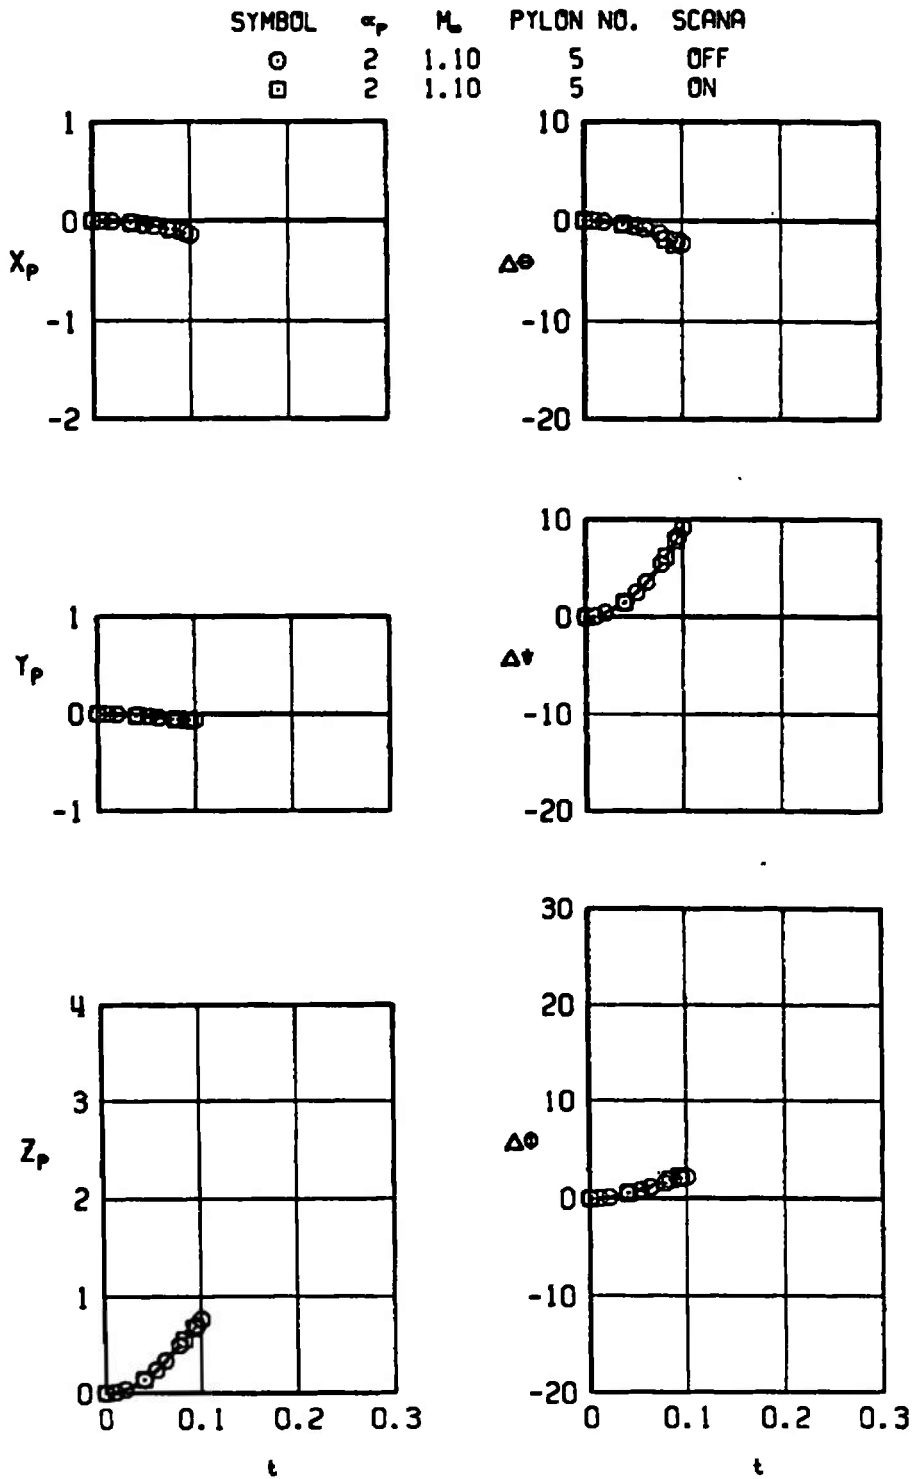 SYMBOL αp M∞ PYLON NO. SCANA
⊙ 2 1.10 5 OFF
⊡ 2 1.10 5 ON
1
0
Xp
-1
-2
10
0
Δθ
-10
-20
1
Yp
0
-1
10
0
Δψ
-10
-20
4
3
Zp
2
1
0
0 0.1 0.2 0.3
t
30
20
10
ΔΦ
0
-10
-20
0 0.1 0.2 0.3
t